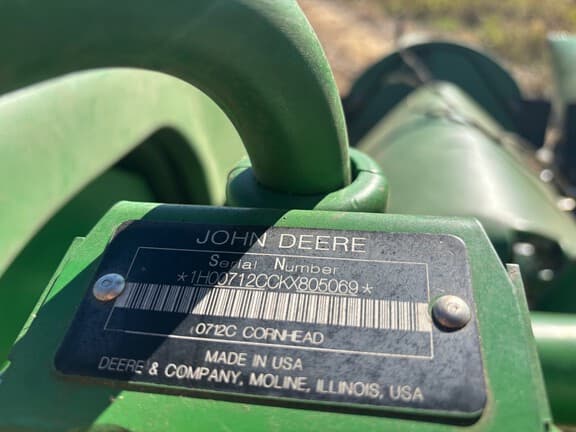 JOHN DEERE
Serial Number
*1H00712CCKX805069*
0712C CORNHEAD
MADE IN USA
DEERE & COMPANY, MOLINE, ILLINOIS, USA